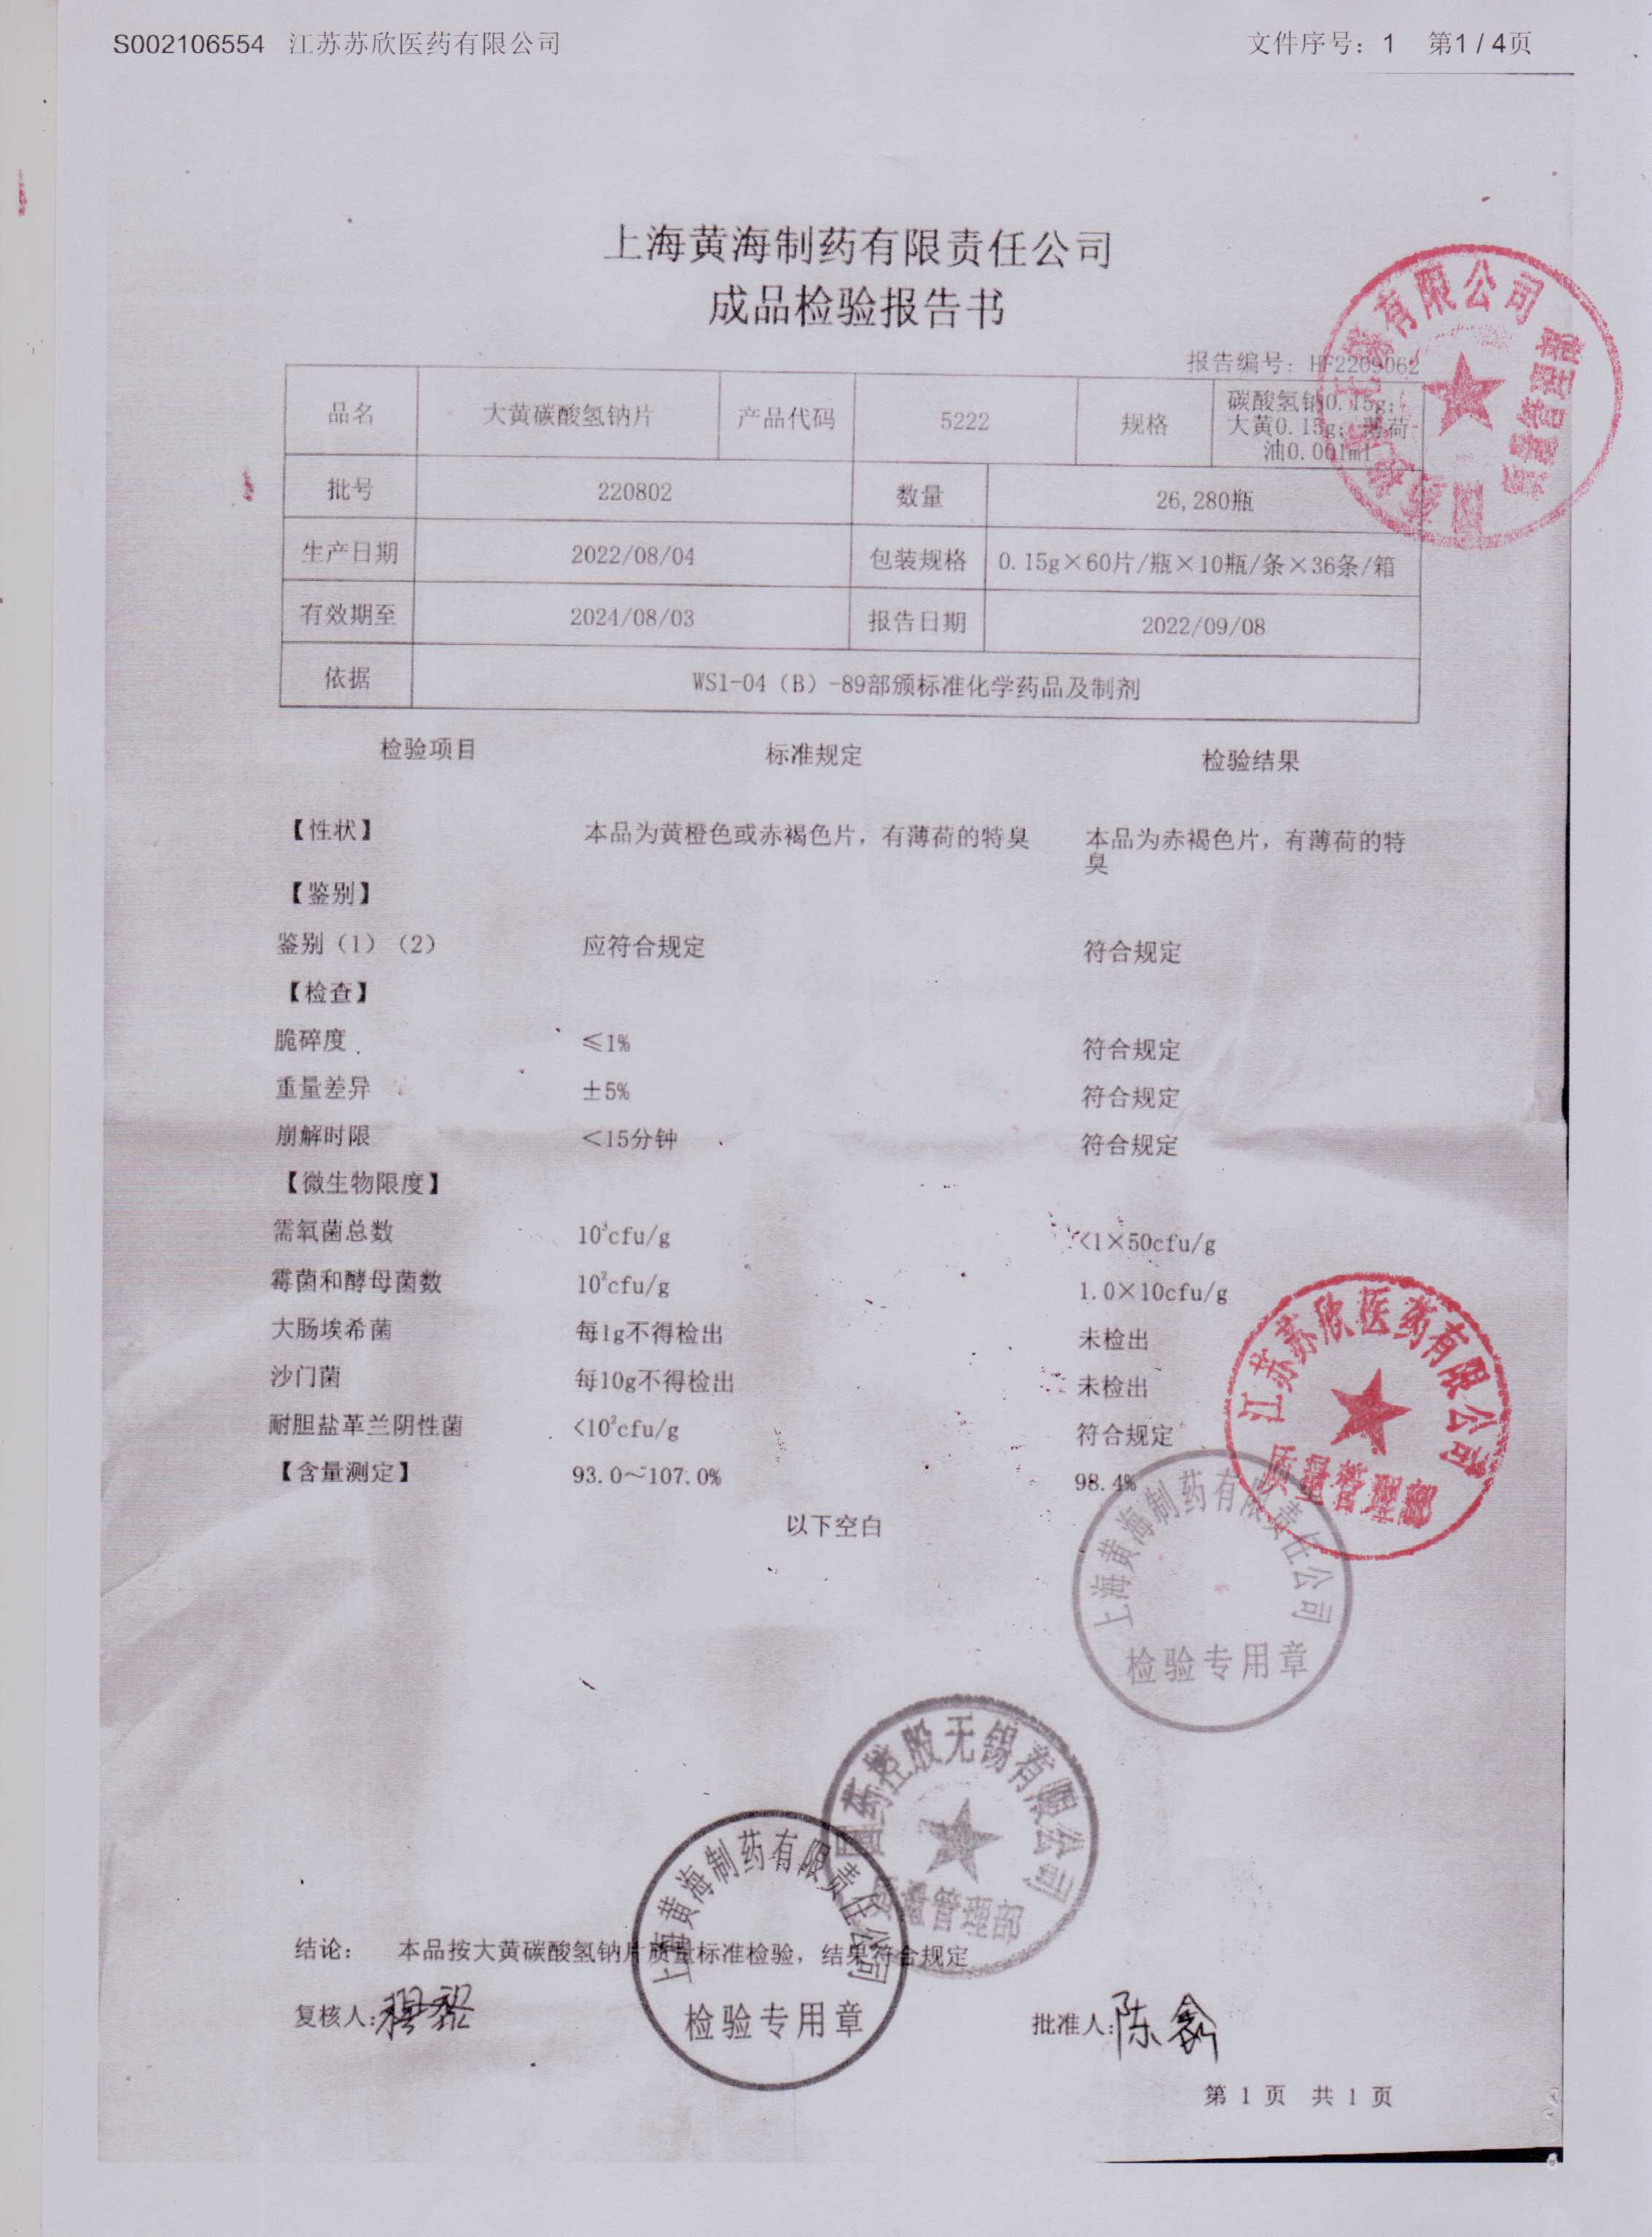 S002106554 江苏苏欣医药有限公司 文件序号：1 第1 / 4页
上海黄海制药有限责任公司
成品检验报告书
报告编号：HF2209062
品名 大黄碳酸氢钠片 产品代码 5222 规格 碳酸氢钠0.15g;
大黄0.15g; 薄荷
油0.001ml
批号 220802 数量 26,280瓶
生产日期 2022/08/04 包装规格 0.15g×60片/瓶×10瓶/条×36条/箱
有效期至 2024/08/03 报告日期 2022/09/08
依据 WS1-04（B）-89部颁标准化学药品及制剂
检验项目 标准规定 检验结果
【性状】 本品为黄橙色或赤褐色片，有薄荷的特臭 本品为赤褐色片，有薄荷的特
臭
【鉴别】
鉴别（1）（2） 应符合规定 符合规定
【检查】
脆碎度 ≤1% 符合规定
重量差异 ±5% 符合规定
崩解时限 <15分钟 符合规定
【微生物限度】
需氧菌总数 10³cfu/g <1×50cfu/g
霉菌和酵母菌数 10²cfu/g 1.0×10cfu/g
大肠埃希菌 每1g不得检出 未检出
沙门菌 每10g不得检出 未检出
耐胆盐革兰阴性菌 <10²cfu/g 符合规定
【含量测定】 93.0～107.0% 98.4%
以下空白
江苏苏欣医药有限公司
质量管理部
上海黄海制药有限责任公司
检验专用章
国药控股无锡有限公司
质量管理部
上海黄海制药有限责任公司
检验专用章
结论： 本品按大黄碳酸氢钠片质量标准检验，结果符合规定
复核人： 批准人：陈
第 1 页 共 1 页